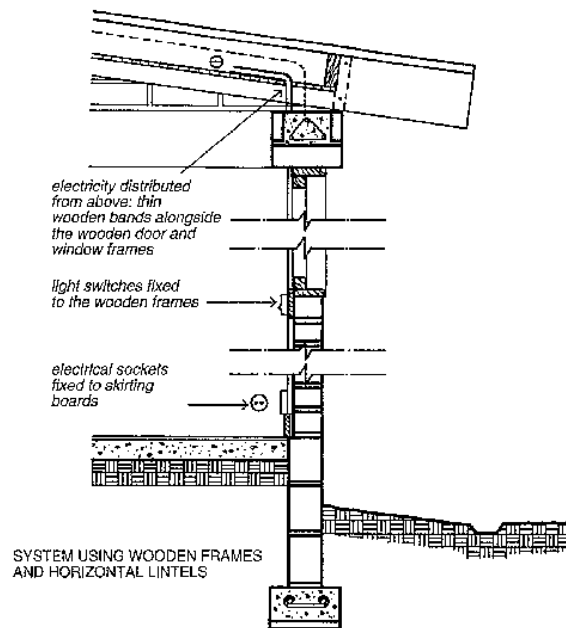 electricity distributed
from above: thin
wooden bands alongside
the wooden door and
window frames
light switches fixed
to the wooden frames
electrical sockets
fixed to skirting
boards
SYSTEM USING WOODEN FRAMES
AND HORIZONTAL LINTELS